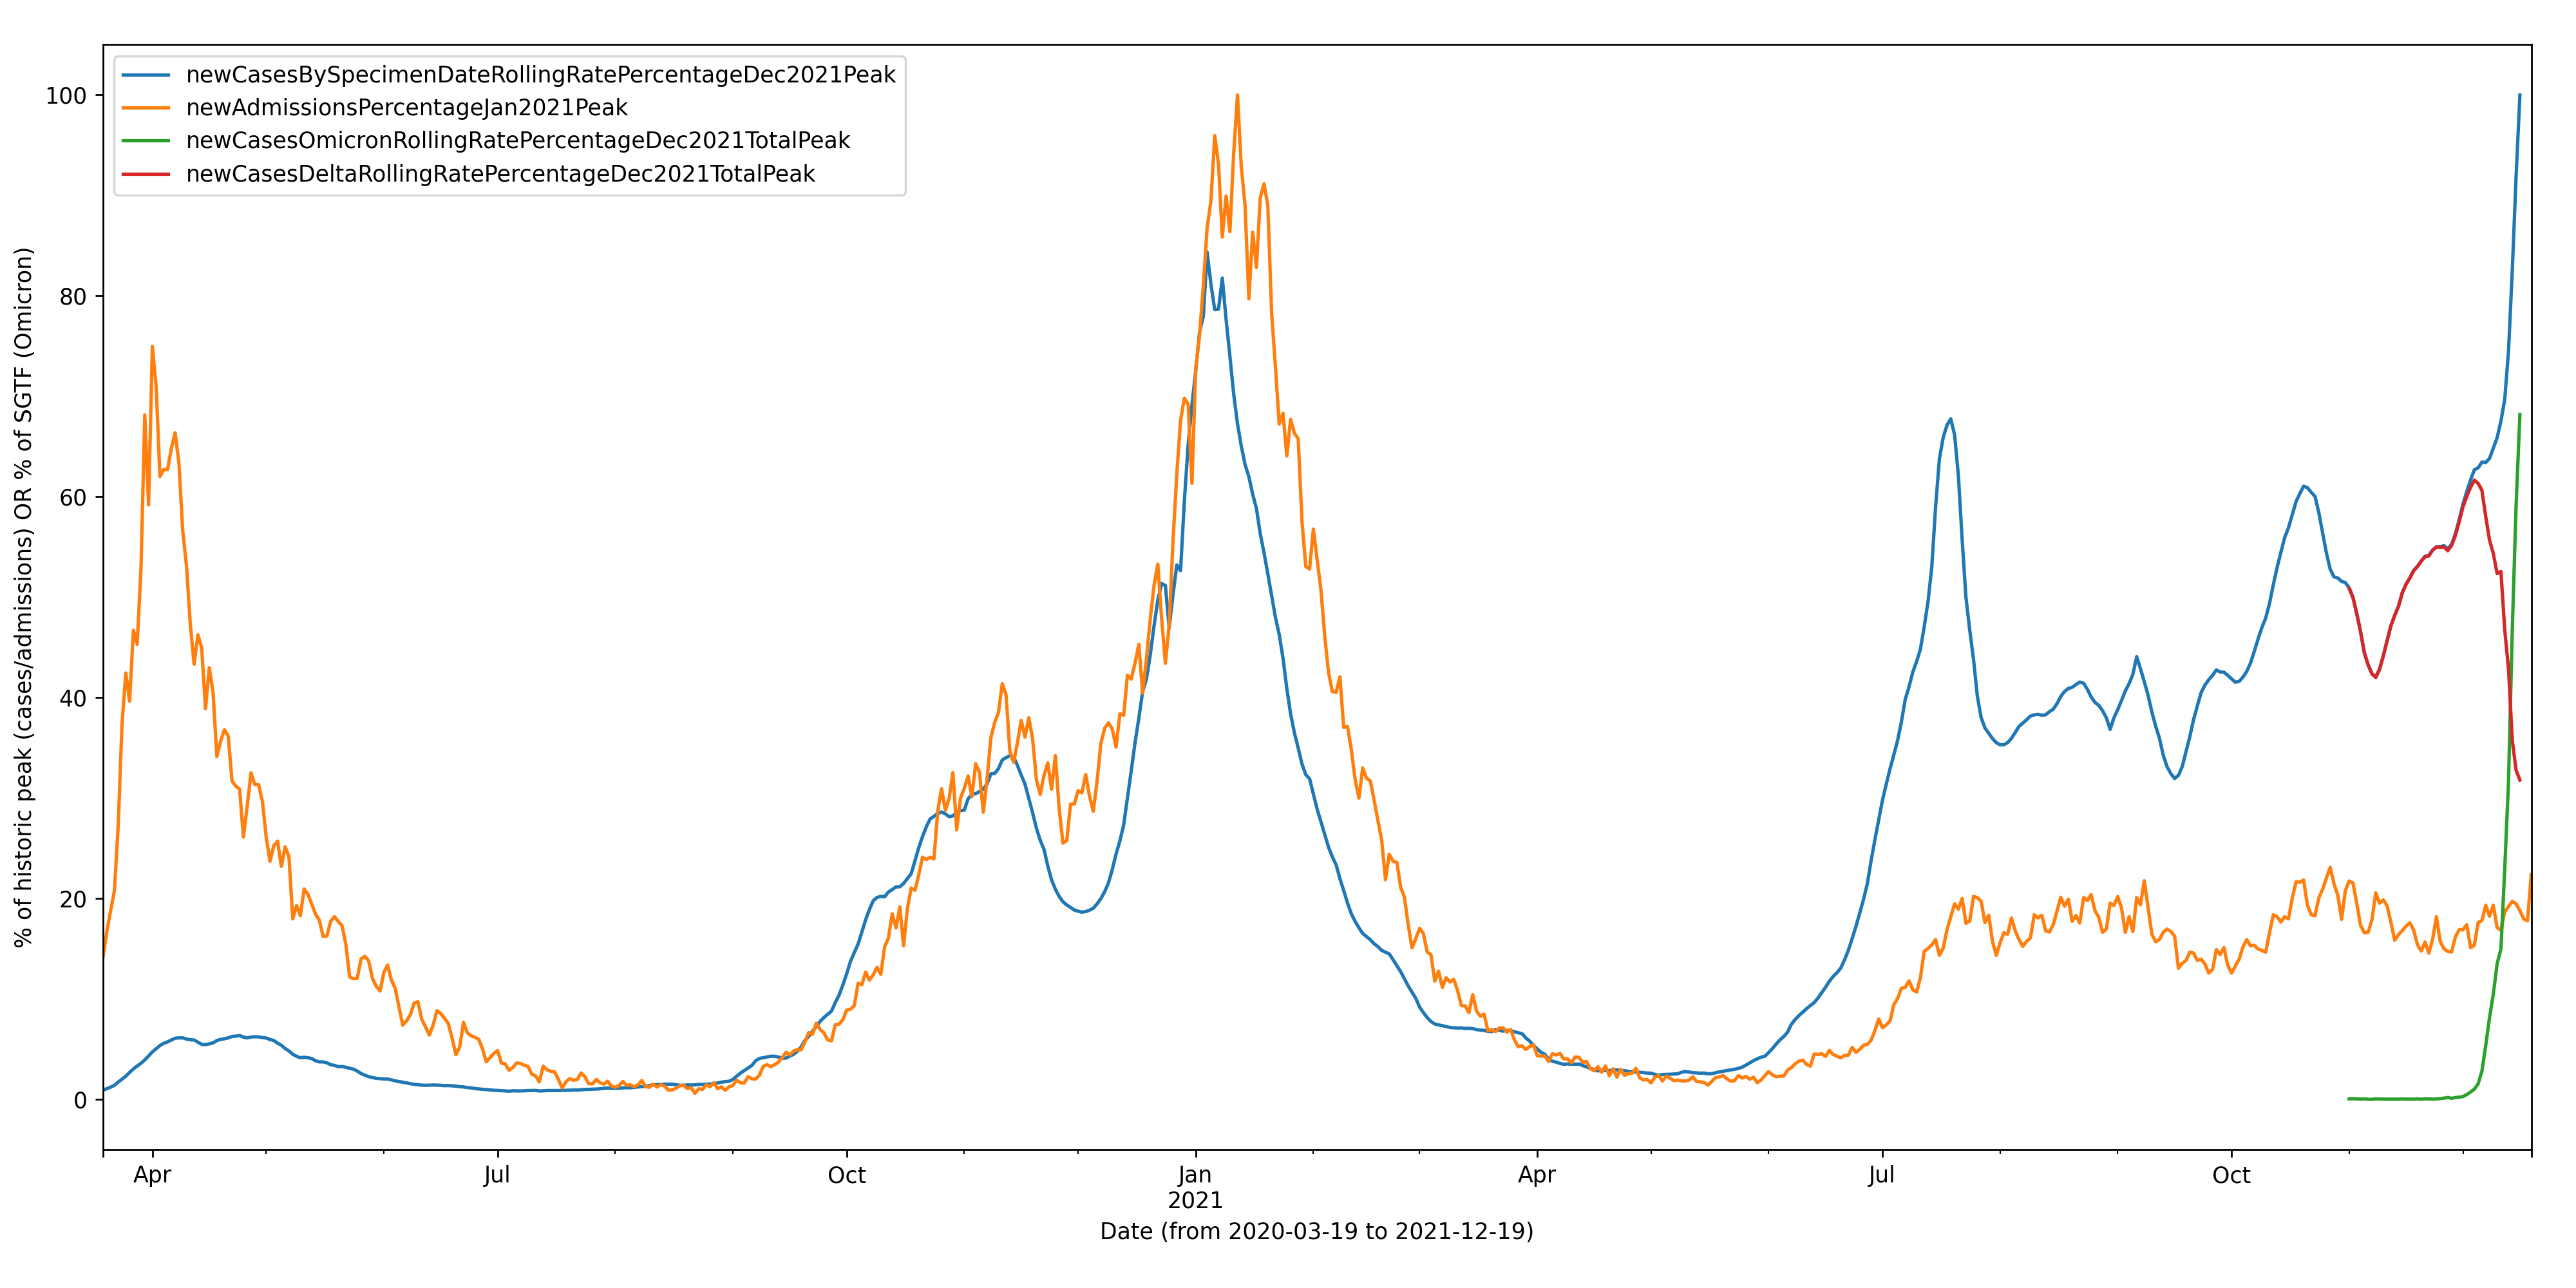 newCasesBySpecimenDateRollingRatePercentageDec2021Peak
newAdmissionsPercentageJan2021Peak
newCasesOmicronRollingRatePercentageDec2021TotalPeak
newCasesDeltaRollingRatePercentageDec2021TotalPeak
% of historic peak (cases/admissions) OR % of SGTF (Omicron)
100
80
60
40
20
0
Apr
Jul
Oct
Jan
2021
Apr
Jul
Oct
Date (from 2020-03-19 to 2021-12-19)